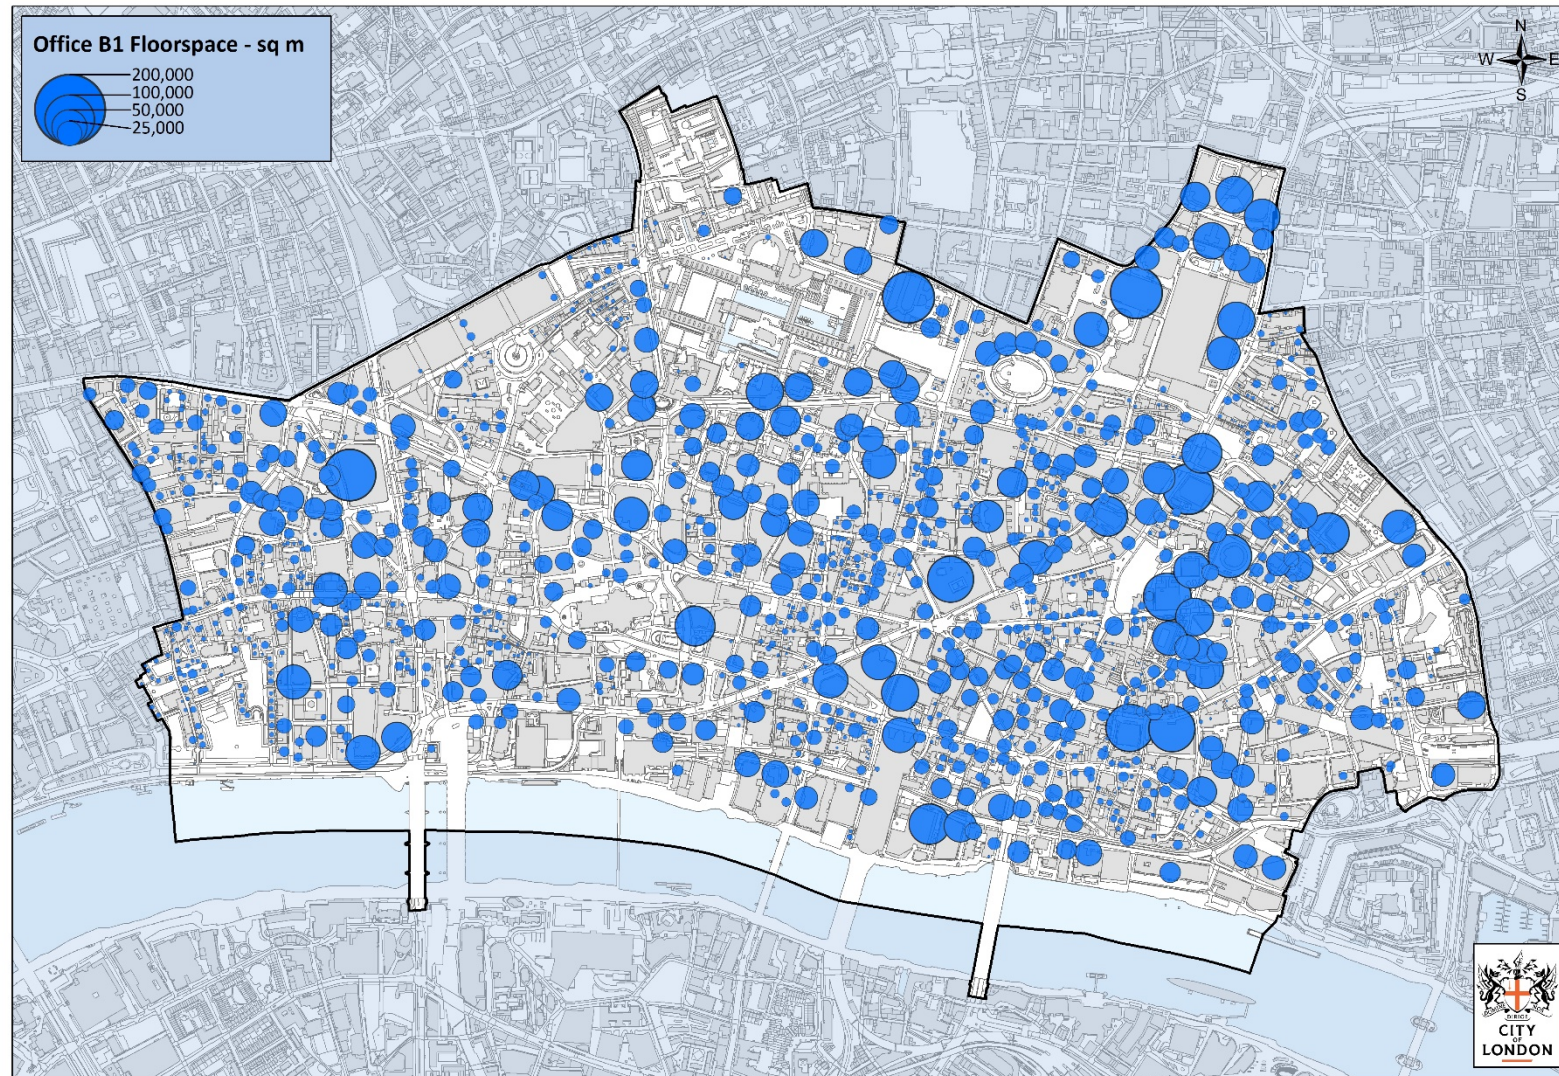 Office B1 Floorspace - sq m
200,000
100,000
50,000
25,000
N
W E
S
CITY
OF
LONDON